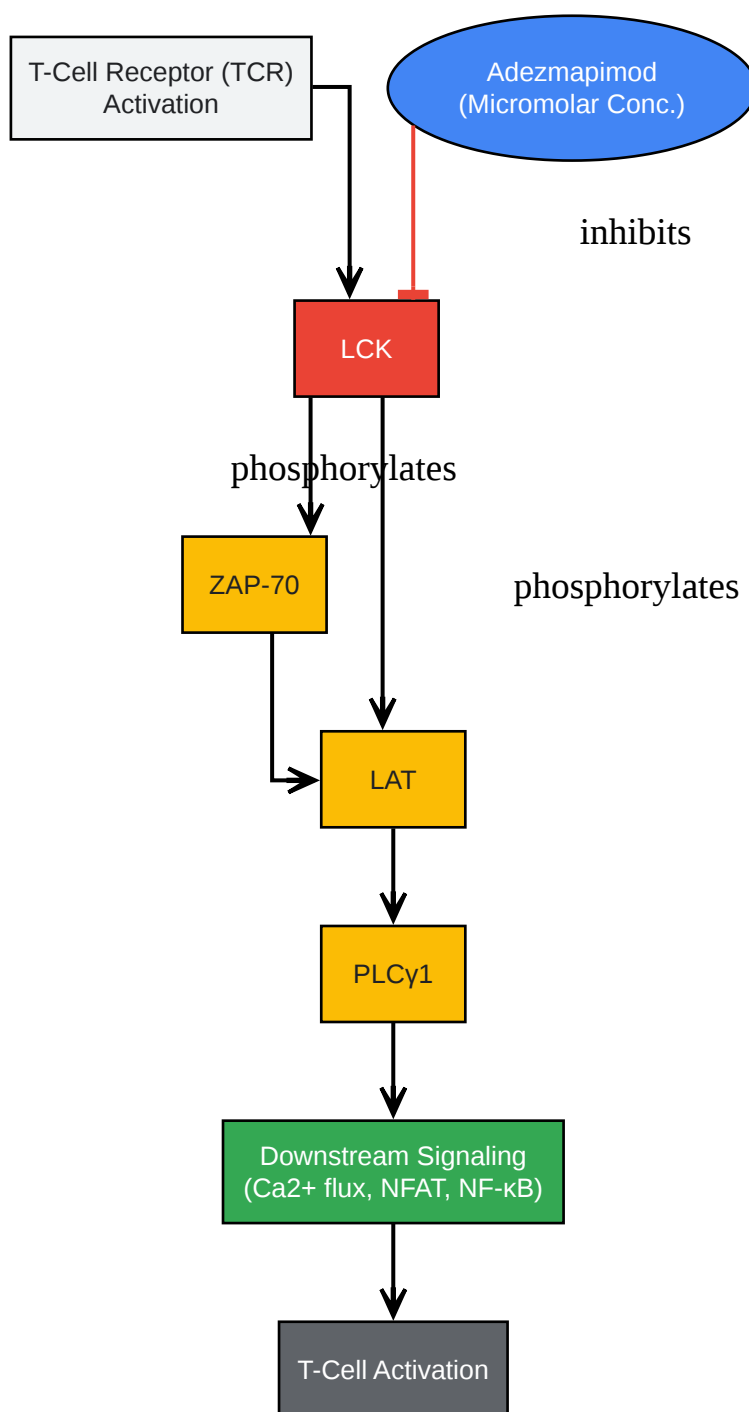 T-Cell Receptor (TCR)
Activation
Adezmapimod
(Micromolar Conc.)
inhibits
LCK
phosphorylates
ZAP-70
phosphorylates
LAT
PLCγ1
Downstream Signaling
(Ca2+ flux, NFAT, NF-κB)
T-Cell Activation